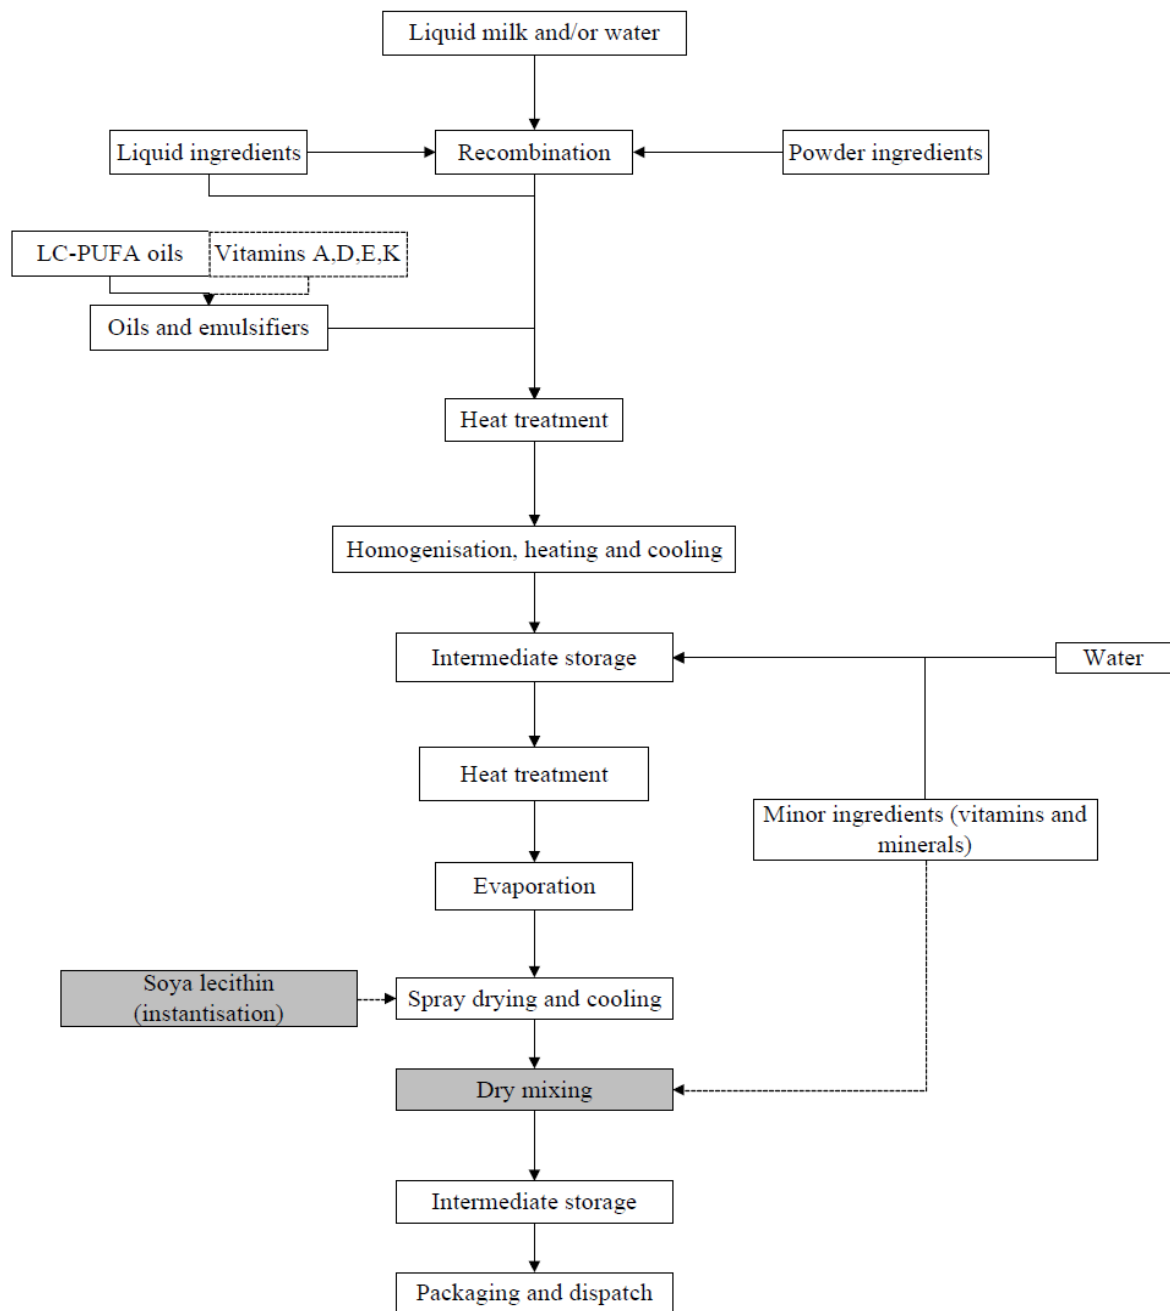 Liquid milk and/or water
Liquid ingredients
Recombination
Powder ingredients
LC-PUFA oils
Vitamins A,D,E,K
Oils and emulsifiers
Heat treatment
Homogenisation, heating and cooling
Intermediate storage
Water
Heat treatment
Minor ingredients (vitamins and
minerals)
Evaporation
Soya lecithin
(instantisation)
Spray drying and cooling
Dry mixing
Intermediate storage
Packaging and dispatch